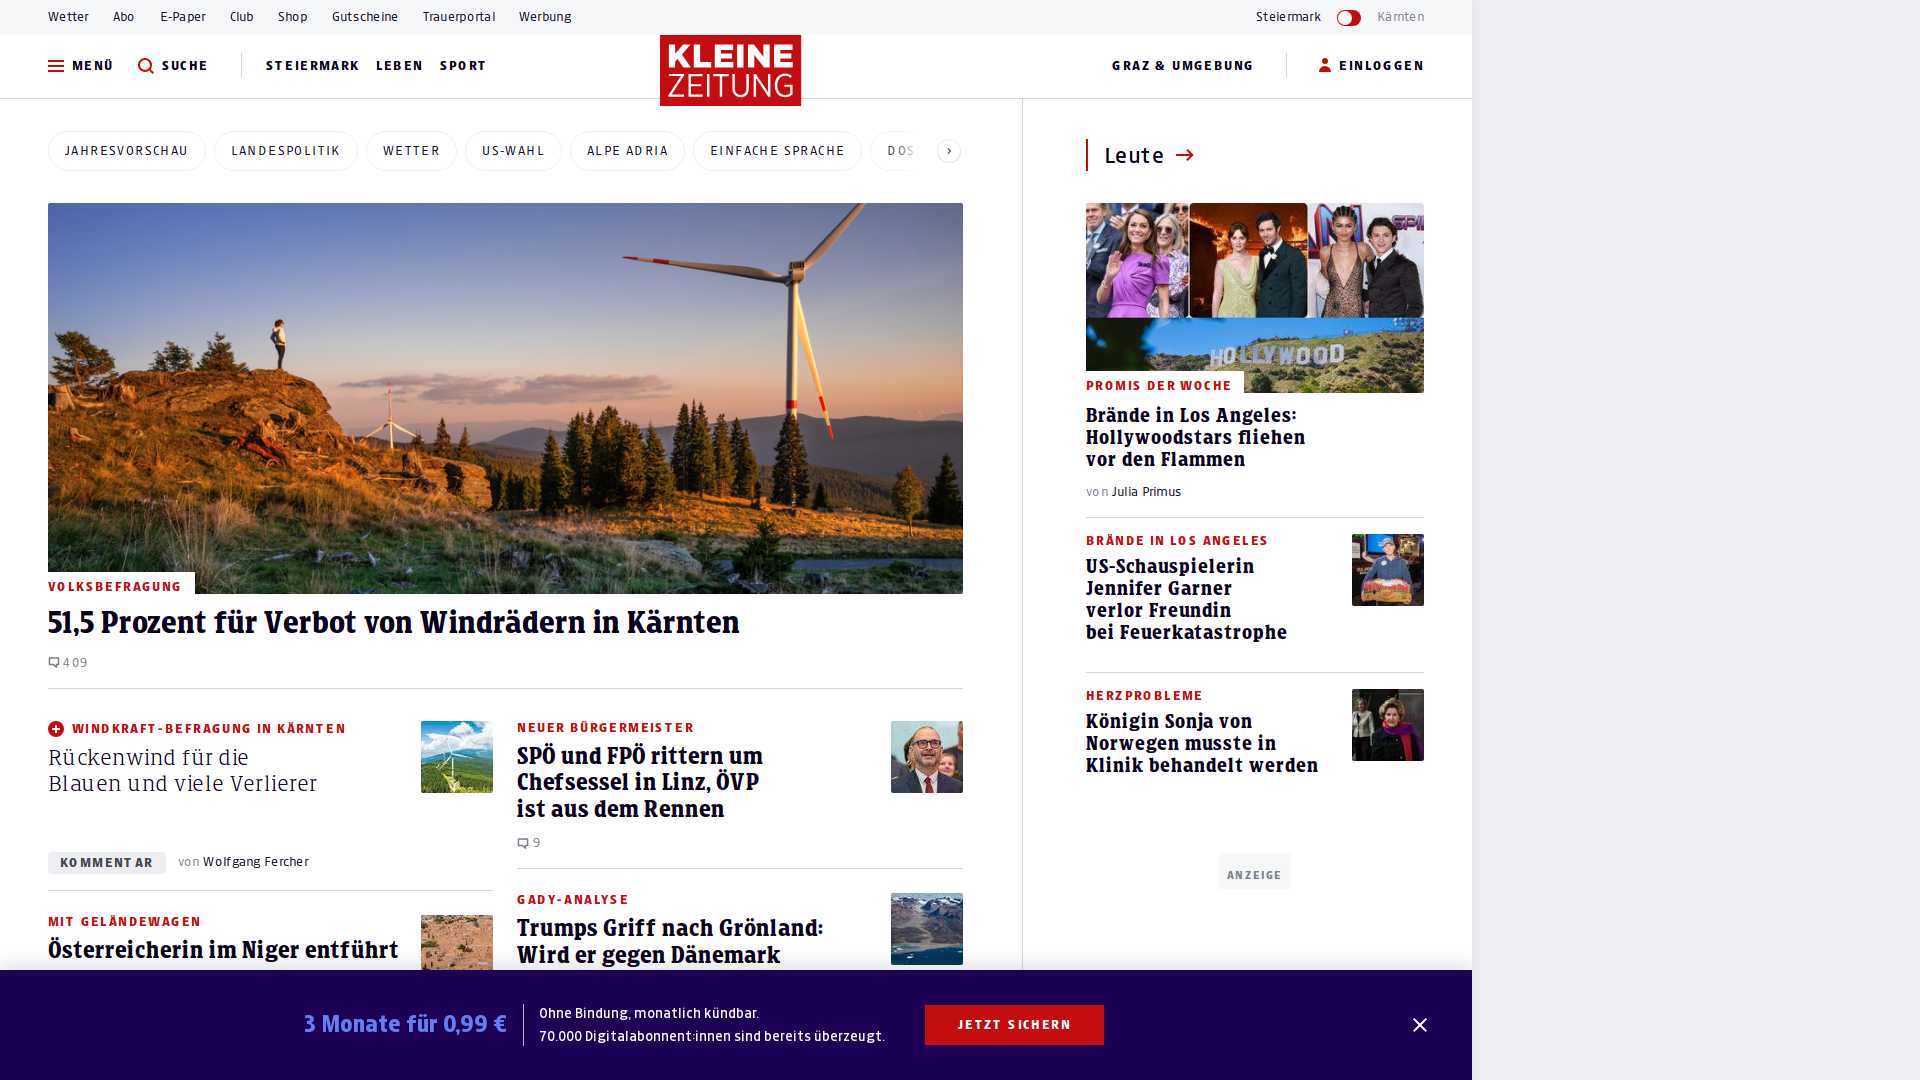 Wetter Abo E-Paper Club Shop Gutscheine Trauerportal Werbung
Steiermark Kärnten
MENÜ SUCHE STEIERMARK LEBEN SPORT
KLEINE
ZEITUNG
GRAZ & UMGEBUNG EINLOGGEN
JAHRESVORSCHAU LANDESPOLITIK WETTER US-WAHL ALPE ADRIA EINFACHE SPRACHE DOS
VOLKSBEFRAGUNG
51,5 Prozent für Verbot von Windrädern in Kärnten
409
WINDKRAFT-BEFRAGUNG IN KÄRNTEN
Rückenwind für die
Blauen und viele Verlierer
KOMMENTAR von Wolfgang Fercher
MIT GELÄNDEWAGEN
Österreicherin im Niger entführt
NEUER BÜRGERMEISTER
SPÖ und FPÖ rittern um
Chefsessel in Linz, ÖVP
ist aus dem Rennen
9
GADY-ANALYSE
Trumps Griff nach Grönland:
Wird er gegen Dänemark
Leute
HOLLYWOOD
PROMIS DER WOCHE
Brände in Los Angeles:
Hollywoodstars fliehen
vor den Flammen
von Julia Primus
BRÄNDE IN LOS ANGELES
US-Schauspielerin
Jennifer Garner
verlor Freundin
bei Feuerkatastrophe
HERZPROBLEME
Königin Sonja von
Norwegen musste in
Klinik behandelt werden
ANZEIGE
3 Monate für 0,99 €
Ohne Bindung, monatlich kündbar.
70.000 Digitalabonnent:innen sind bereits überzeugt.
JETZT SICHERN